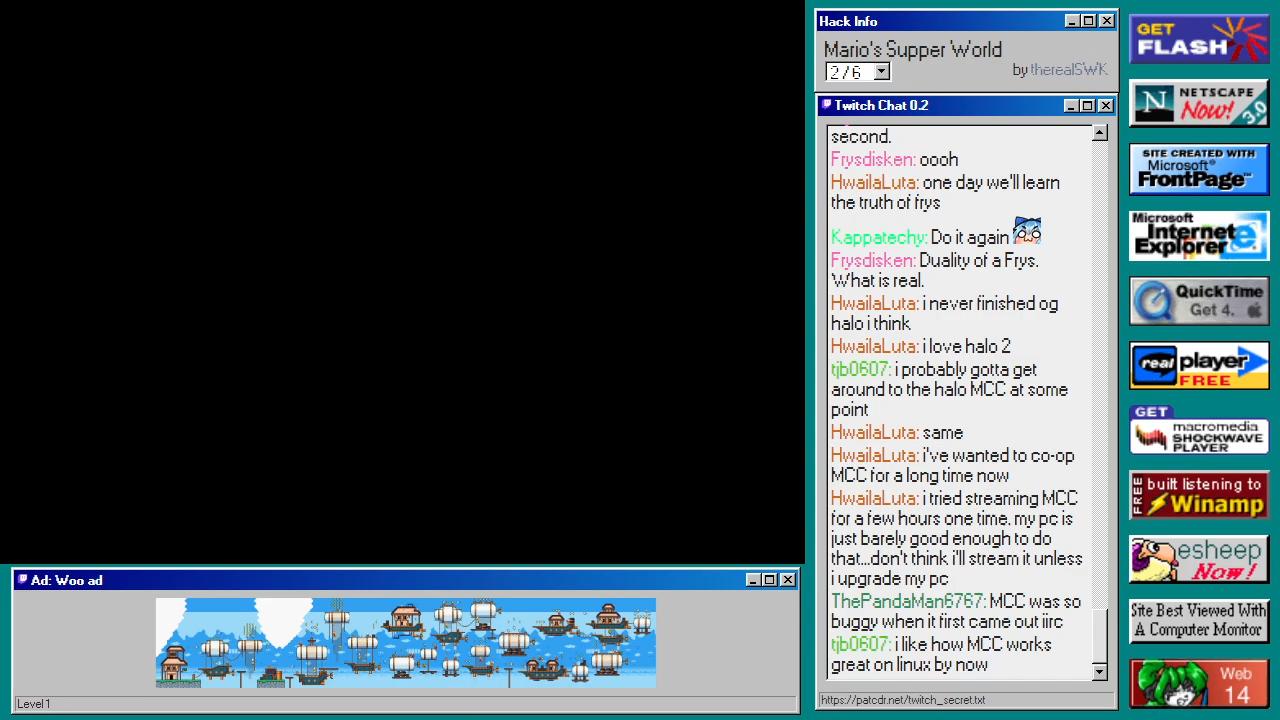 Hack Info
Mario's Supper World
2/6
by therealSWK
Twitch Chat 0.2
second.
Frysdisken: oooh
HwailaLuta: one day we'll learn
the truth of frys
Kappatechy: Do it again
Frysdisken: Duality of a Frys.
What is real.
HwailaLuta: i never finished og
halo i think
HwailaLuta: i love halo 2
tjb0607: i probably gotta get
around to the halo MCC at some
point
HwailaLuta: same
HwailaLuta: i've wanted to co-op
MCC for a long time now
HwailaLuta: i tried streaming MCC
for a few hours one time. my pc is
just barely good enough to do
that...don't think i'll stream it unless
i upgrade my pc
ThePandaMan6767: MCC was so
buggy when it first came out iirc
tjb0607: i like how MCC works
great on linux by now
https://patcdr.net/twitch_secret.txt
Ad: Woo ad
Level 1
GET
FLASH
N
NETSCAPE
Now!
3.0
SITE CREATED WITH
Microsoft®
FrontPage™
Microsoft
Internet
Explorer
QuickTime
Get 4.
real
player
FREE
GET
macromedia
SHOCKWAVE
PLAYER
FREE
built listening to
Winamp
esheep
Now!
Site Best Viewed With
A Computer Monitor
Web
14